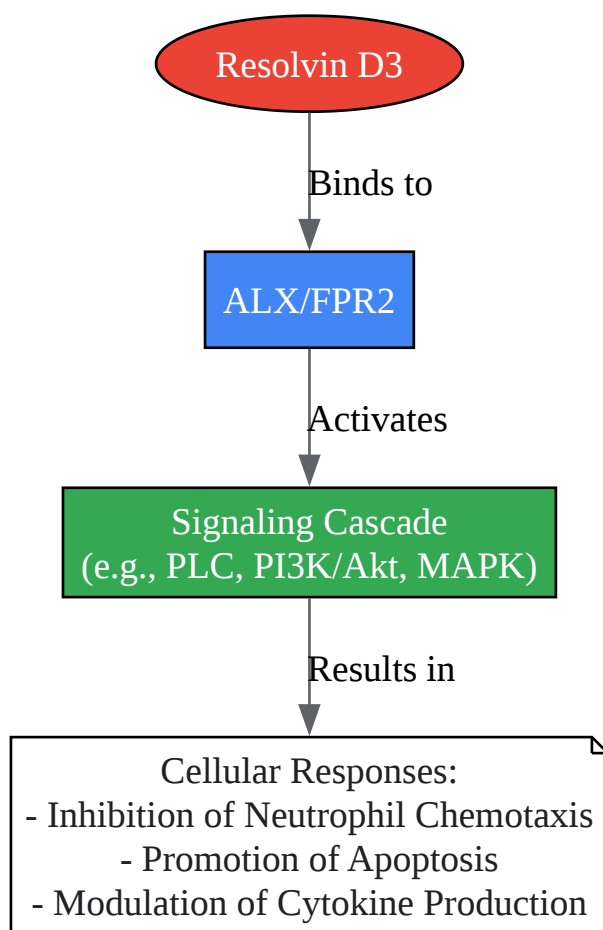 Resolvin D3
Binds to
ALX/FPR2
Activates
Signaling Cascade
(e.g., PLC, PI3K/Akt, MAPK)
Results in
Cellular Responses:
- Inhibition of Neutrophil Chemotaxis
- Promotion of Apoptosis
- Modulation of Cytokine Production